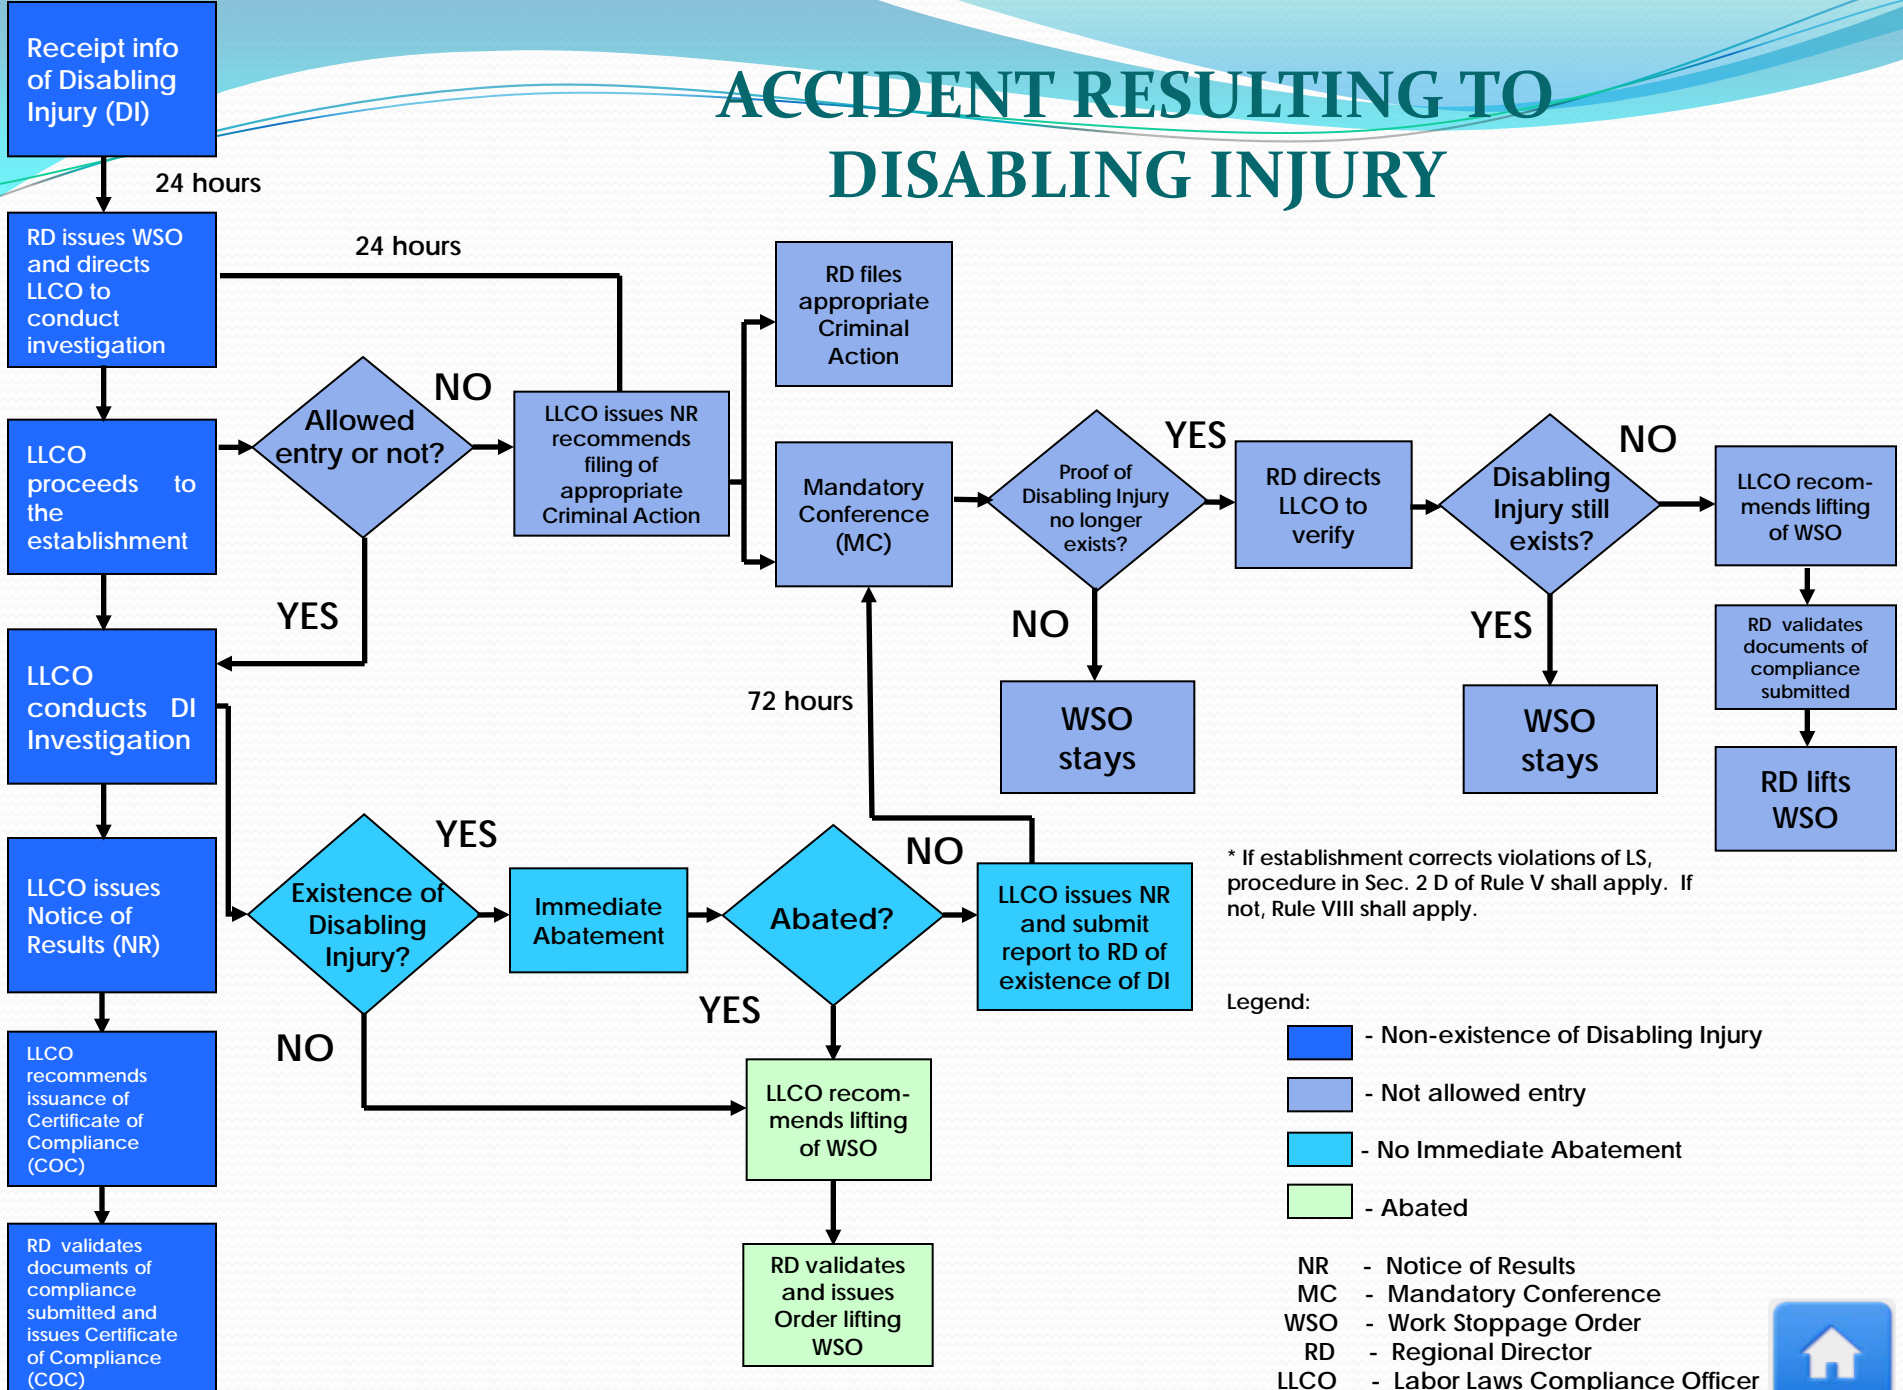 ACCIDENT RESULTING TO
DISABLING INJURY
Receipt info
of Disabling
Injury (DI)
24 hours
RD issues WSO
and directs
LLCO to
conduct
investigation
24 hours
LLCO
proceeds to
the
establishment
Allowed
entry or not?
NO
YES
LLCO issues NR
recommends
filing of
appropriate
Criminal Action
RD files
appropriate
Criminal
Action
Mandatory
Conference
(MC)
Proof of
Disabling Injury
no longer
exists?
YES
NO
WSO
stays
RD directs
LLCO to
verify
Disabling
Injury still
exists?
NO
YES
WSO
stays
LLCO recom-
mends lifting
of WSO
RD validates
documents of
compliance
submitted
RD lifts
WSO
LLCO
conducts DI
Investigation
72 hours
LLCO issues
Notice of
Results (NR)
Existence of
Disabling
Injury?
YES
NO
Immediate
Abatement
Abated?
NO
YES
LLCO issues NR
and submit
report to RD of
existence of DI
LLCO
recommends
issuance of
Certificate of
Compliance
(COC)
LLCO recom-
mends lifting
of WSO
RD validates
documents of
compliance
submitted and
issues Certificate
of Compliance
(COC)
RD validates
and issues
Order lifting
WSO
* If establishment corrects violations of LS,
procedure in Sec. 2 D of Rule V shall apply. If
not, Rule VIII shall apply.
Legend:
- Non-existence of Disabling Injury
- Not allowed entry
- No Immediate Abatement
- Abated
NR - Notice of Results
MC - Mandatory Conference
WSO - Work Stoppage Order
RD - Regional Director
LLCO - Labor Laws Compliance Officer